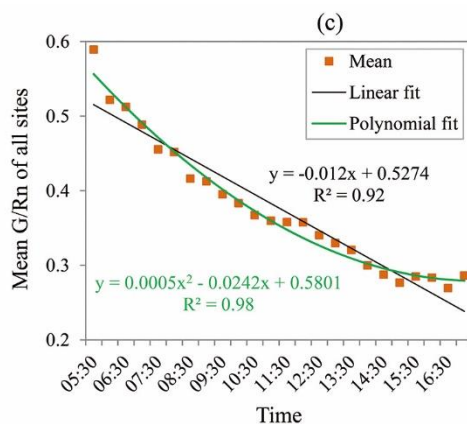 (c)
0.6
0.5
0.4
0.3
0.2
Mean G/Rn of all sites
Mean
Linear fit
Polynomial fit
y = -0.012x + 0.5274
R² = 0.92
y = 0.0005x² - 0.0242x + 0.5801
R² = 0.98
05:30
06:30
07:30
08:30
09:30
10:30
11:30
12:30
13:30
14:30
15:30
16:30
Time